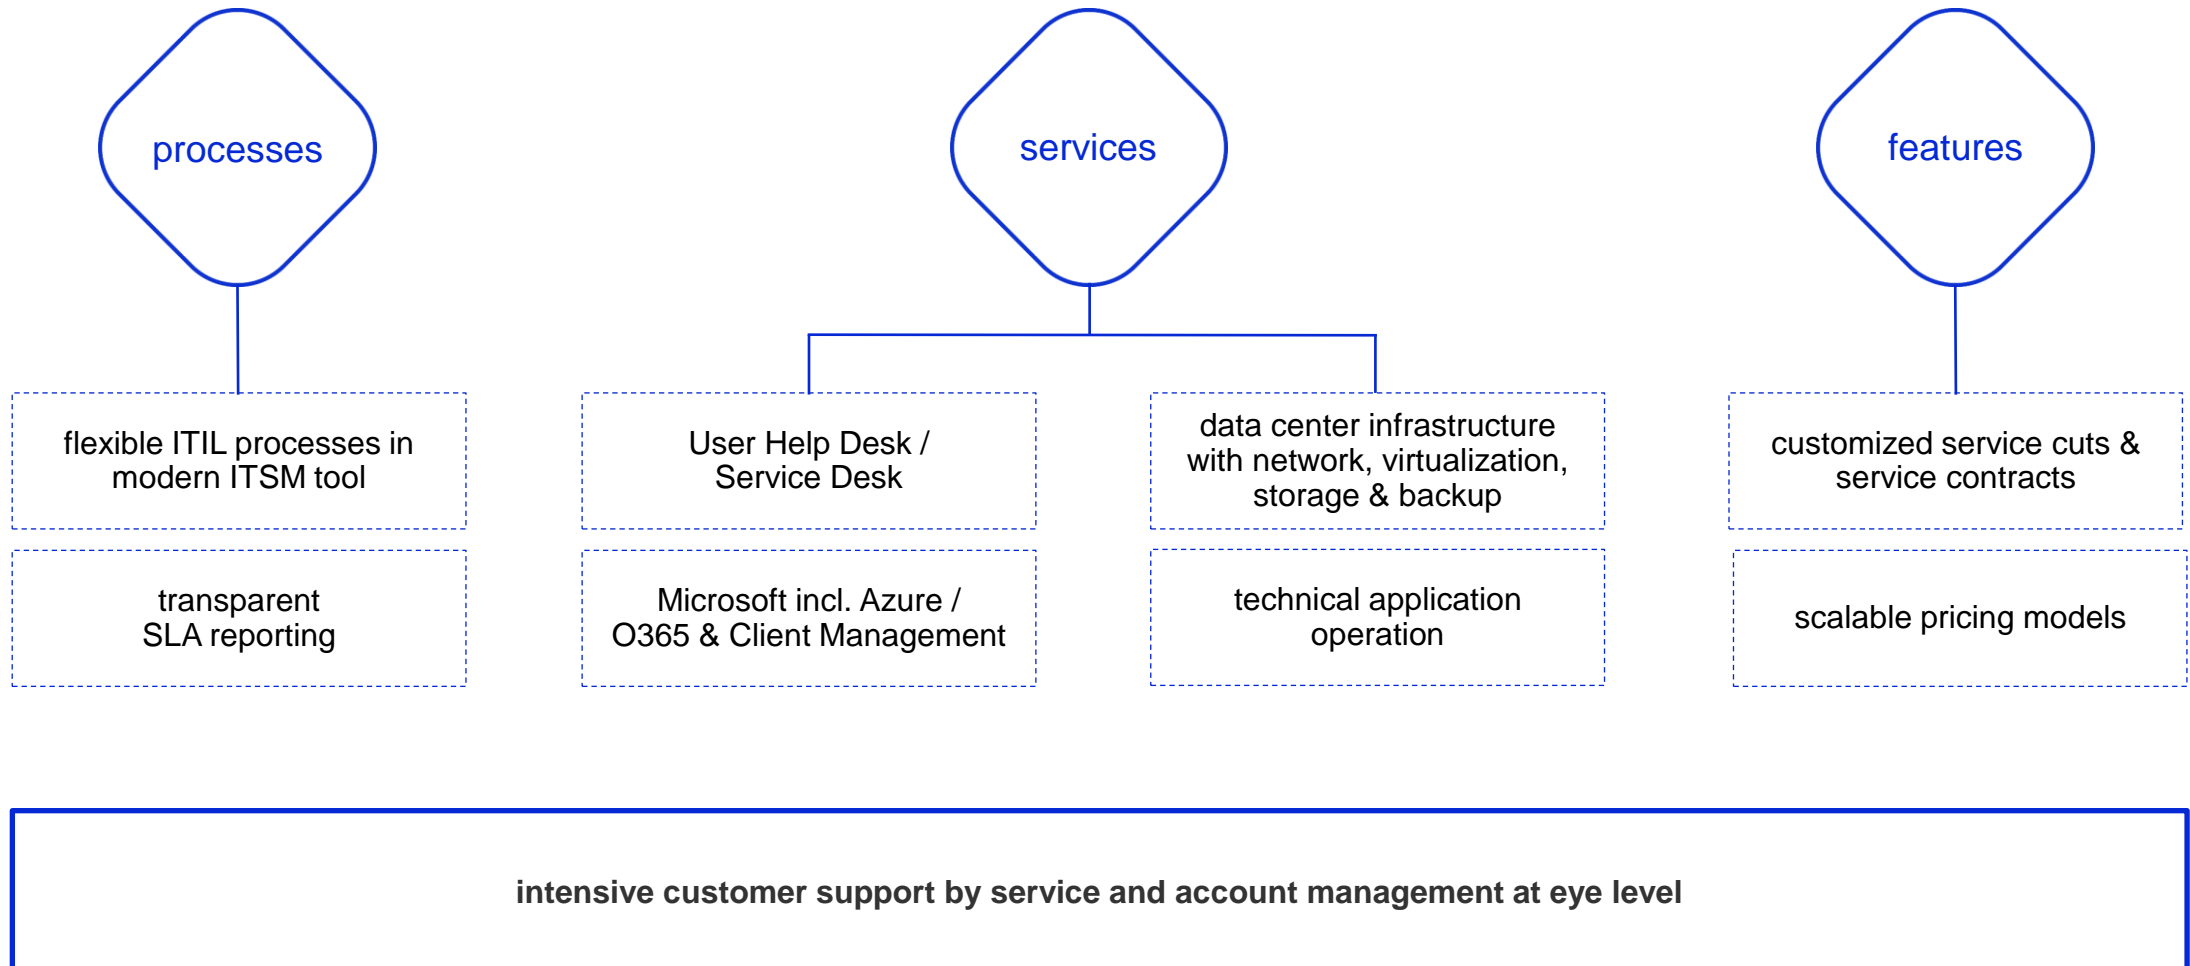 processes
services
features
flexible ITIL processes in
modern ITSM tool
transparent
SLA reporting
User Help Desk /
Service Desk
Microsoft incl. Azure /
O365 & Client Management
data center infrastructure
with network, virtualization,
storage & backup
technical application
operation
customized service cuts &
service contracts
scalable pricing models
intensive customer support by service and account management at eye level